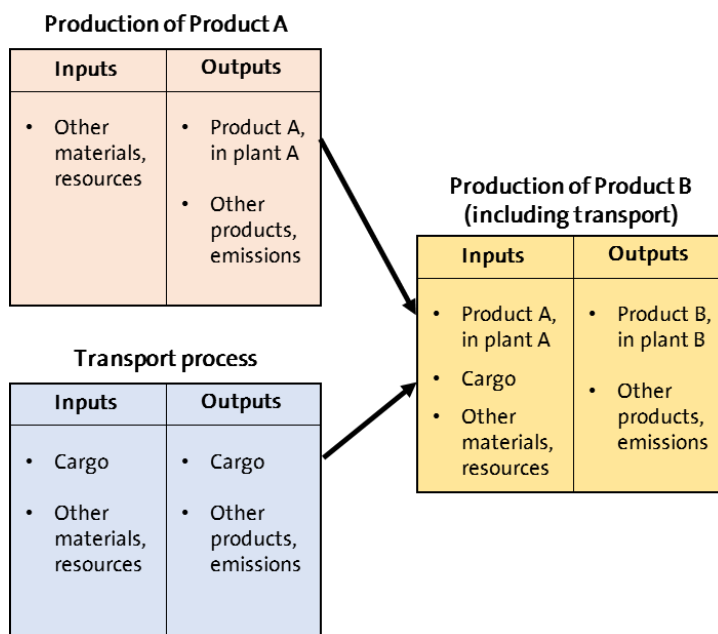 Production of Product A
Inputs
Outputs
• Other
materials,
resources
• Product A,
in plant A
• Other
products,
emissions
Transport process
Inputs
Outputs
• Cargo
• Other
materials,
resources
• Cargo
• Other
products,
emissions
Production of Product B
(including transport)
Inputs
Outputs
• Product A,
in plant A
• Cargo
• Other
materials,
resources
• Product B,
in plant B
• Other
products,
emissions